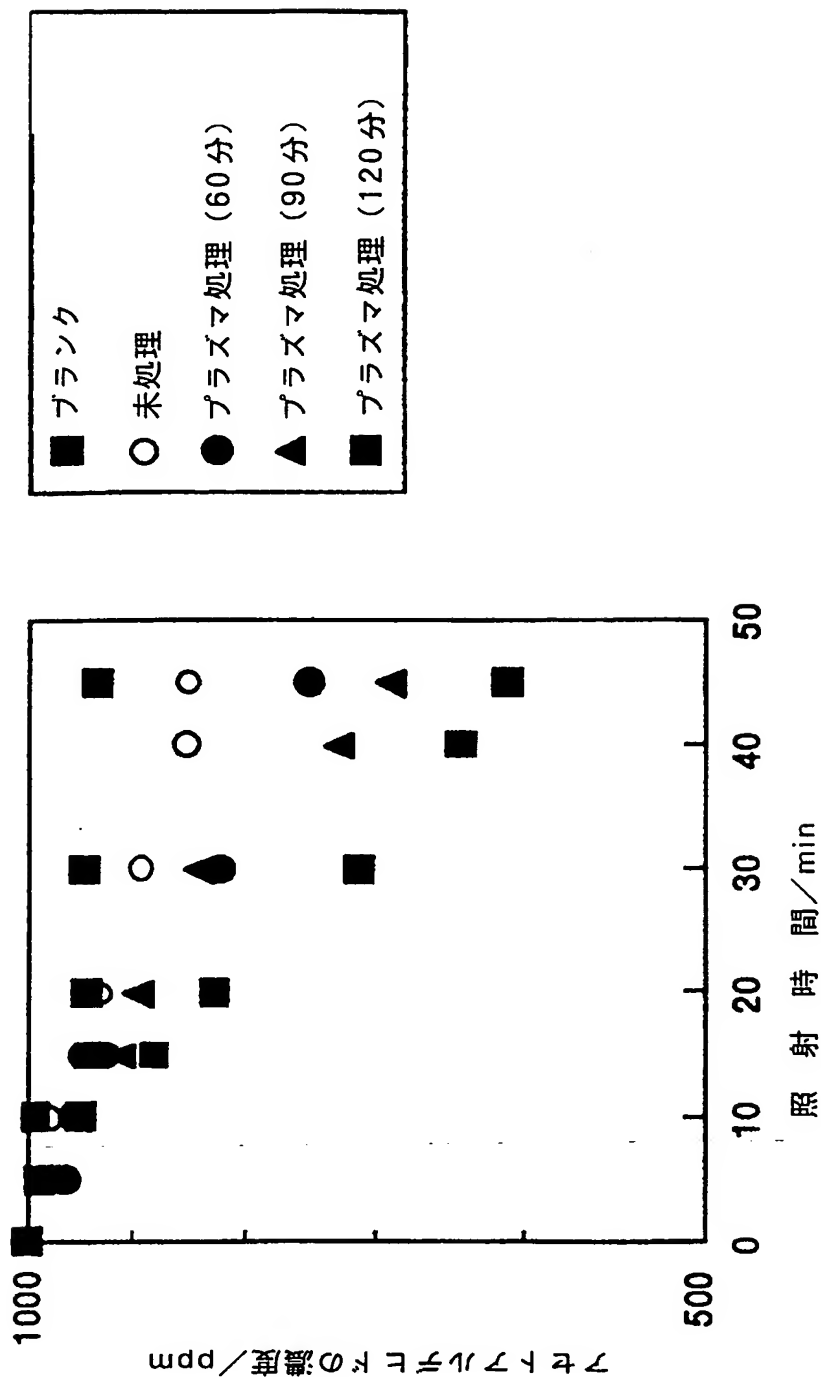 ブランク
未処理
プラズマ処理 (60分)
プラズマ処理 (90分)
プラズマ処理 (120分)
アセトアルデヒドの濃度/ppm
1000
500
0
10
20
30
40
50
照射時間/min